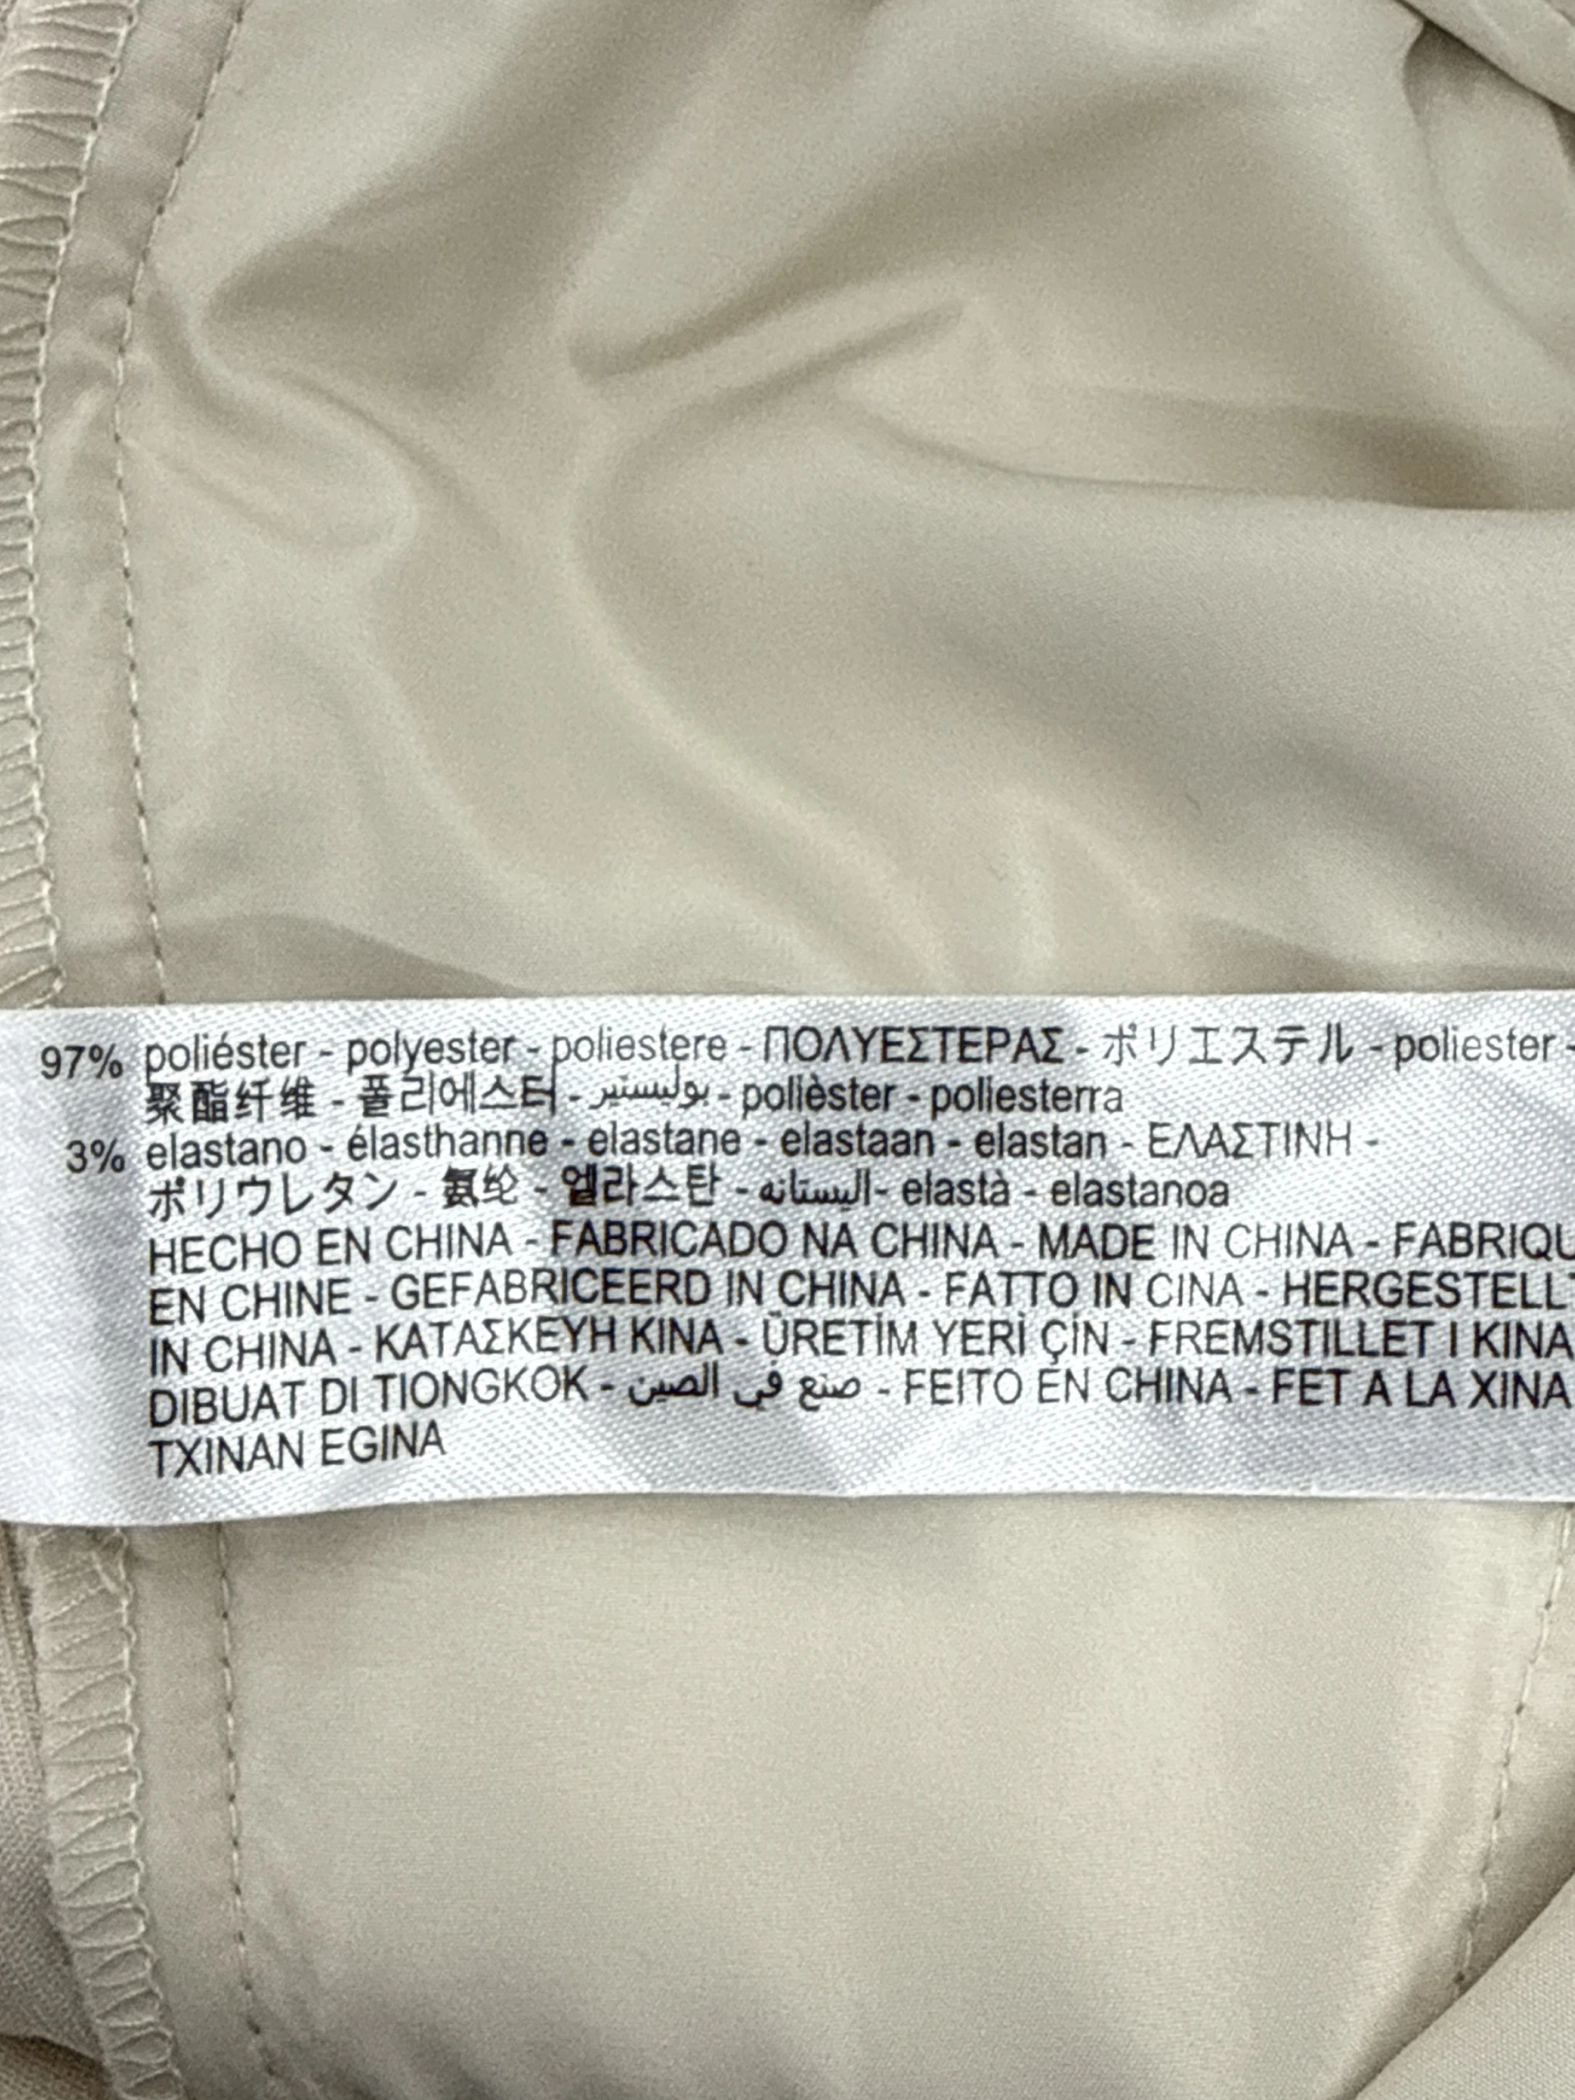 97% poliéster - polyester - poliestere - ΠΟΛΥΕΣΤΕΡΑΣ - ポリエステル - poliester -
聚酯纤维 - 폴리에스터 - بوليستير - polièster - poliesterra
3% elastano - élasthanne - elastane - elastaan - elastan - ΕΛΑΣΤΙΝΗ -
ポリウレタン - 氨纶 - 엘라스탄 - اليستانه - elastà - elastanoa
HECHO EN CHINA - FABRICADO NA CHINA - MADE IN CHINA - FABRIQU
EN CHINE - GEFABRICEERD IN CHINA - FATTO IN CINA - HERGESTELLT
IN CHINA - ΚΑΤΑΣΚΕΥΗ ΚΙΝΑ - ÜRETİM YERİ ÇİN - FREMSTILLET I KINA
DIBUAT DI TIONGKOK - صنع في الصين - FEITO EN CHINA - FET A LA XINA
TXINAN EGINA